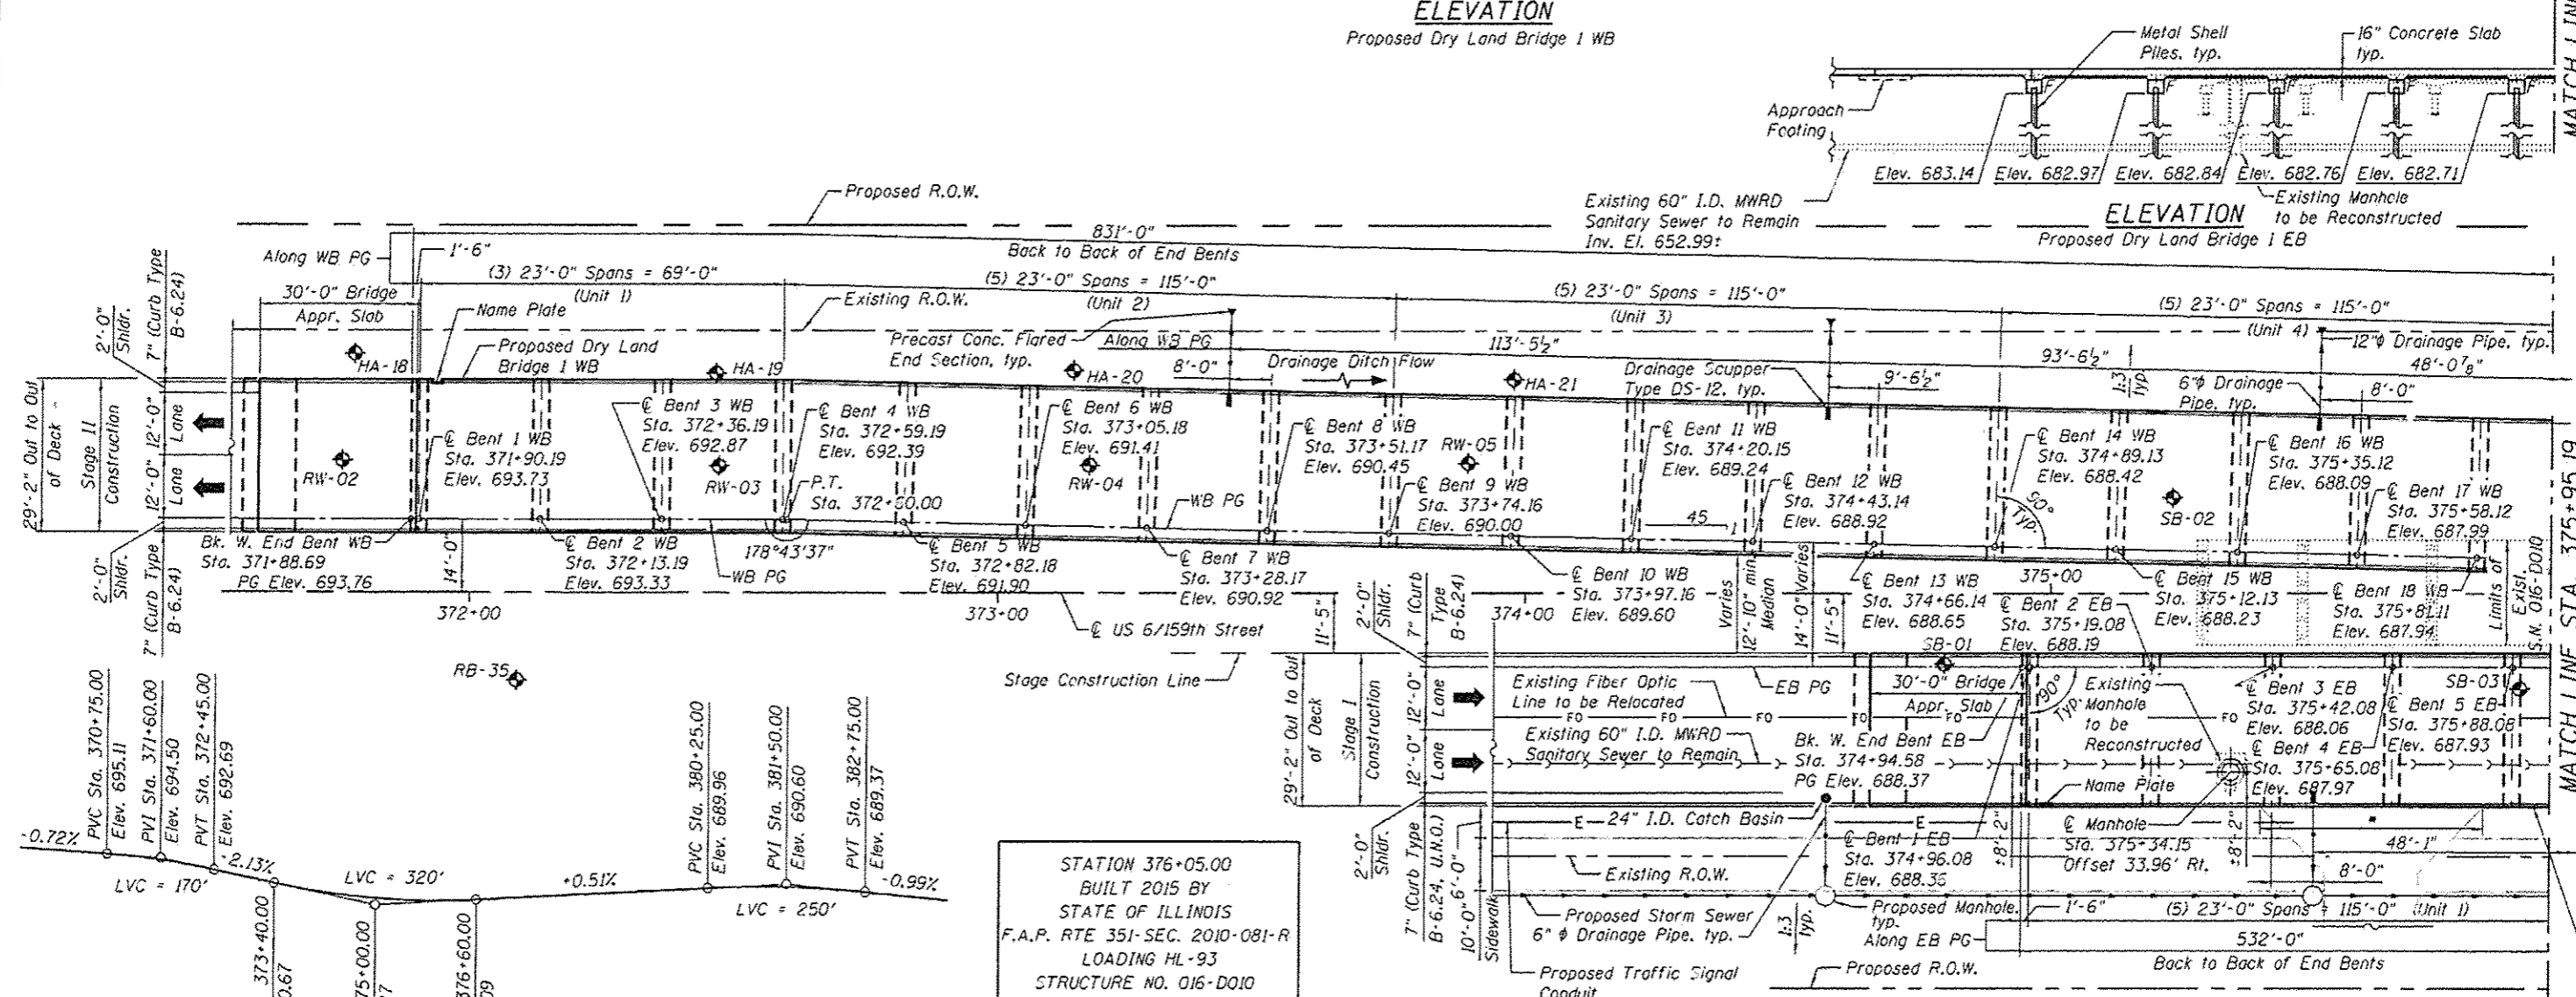 ELEVATION
Proposed Dry Land Bridge 1 WB
Metal Shell
Piles, typ.
16" Concrete Slab
typ.
Approach
Footing
Elev. 683.14
Elev. 682.97
Elev. 682.84
Elev. 682.76
Elev. 682.71
Existing Manhole
to be Reconstructed
Existing 60" I.D. MWRD
Sanitary Sewer to Remain
Inv. El. 652.99±
ELEVATION
Proposed Dry Land Bridge 1 EB
Proposed R.O.W.
831'-0"
Back to Back of End Bents
Along WB PG
1'-6"
(3) 23'-0" Spans = 69'-0"
(Unit 1)
(5) 23'-0" Spans = 115'-0"
(Unit 2)
(5) 23'-0" Spans = 115'-0"
(Unit 3)
(5) 23'-0" Spans = 115'-0"
(Unit 4)
30'-0" Bridge
Appr. Slab
Name Plate
Existing R.O.W.
Proposed Dry Land
Bridge 1 WB
Precast Conc. Flared
End Section, typ.
Along WB PG
8'-0"
113'-5½"
Drainage Ditch Flow
Drainage Scupper
Type DS-12, typ.
93'-6½"
9'-6½"
1:3
typ.
12"φ Drainage Pipe, typ.
48'-0⅞"
6"φ Drainage
Pipe, typ.
8'-0"
2'-0"
Shldr.
7" (Curb Type
B-6.24)
29'-2" Out to Out
of Deck
Stage II
Construction
12'-0"
Lane
12'-0"
Lane
2'-0"
Shldr.
7" (Curb Type
B-6.24)
HA-18
HA-19
HA-20
HA-21
RW-02
RW-03
RW-04
RW-05
SB-02
℄ Bent 1 WB
Sta. 371+90.19
Elev. 693.73
℄ Bent 3 WB
Sta. 372+36.19
Elev. 692.87
℄ Bent 4 WB
Sta. 372+59.19
Elev. 692.39
℄ Bent 6 WB
Sta. 373+05.18
Elev. 691.41
℄ Bent 8 WB
Sta. 373+51.17
Elev. 690.45
℄ Bent 9 WB
Sta. 373+74.16
Elev. 690.00
℄ Bent 11 WB
Sta. 374+20.15
Elev. 689.24
℄ Bent 12 WB
Sta. 374+43.14
Elev. 688.92
℄ Bent 14 WB
Sta. 374+89.13
Elev. 688.42
℄ Bent 16 WB
Sta. 375+35.12
Elev. 688.09
℄ Bent 17 WB
Sta. 375+58.12
Elev. 687.99
P.T.
Sta. 372+60.00
WB PG
45
90°
Typ.
Bk. W. End Bent WB
Sta. 371+88.69
PG Elev. 693.76
14'-0"
℄ Bent 2 WB
Sta. 372+13.19
Elev. 693.33
178°43'37"
WB PG
℄ Bent 5 WB
Sta. 372+82.18
Elev. 691.90
℄ Bent 7 WB
Sta. 373+28.17
Elev. 690.92
℄ Bent 10 WB
Sta. 373+97.16
Elev. 689.60
℄ Bent 13 WB
Sta. 374+66.14
Elev. 688.65
℄ Bent 15 WB
Sta. 375+12.13
Elev. 688.23
℄ Bent 18 WB
Sta. 375+81.11
Elev. 687.94
℄ Bent 2 EB
Sta. 375+19.08
Elev. 688.19
372+00
373+00
374+00
375+00
℄ US 6/159th Street
Stage Construction Line
11'-5"
Varies
12'-10" min.
Median
14'-0" Varies
11'-5"
Limits of
Exist.
S.N. 016-D010
MATCH LINE STA. 375+95.19
RB-35
SB-01
SB-03
2'-0"
Shldr.
7" (Curb
Type
B-6.24)
29'-2" Out to Out
of Deck
Stage I
Construction
12'-0"
Lane
12'-0"
Lane
2'-0"
Shldr.
7" (Curb Type
B-6.24, U.N.O.)
10'-0"
Sidewalk
6'-0"
EB PG
Existing Fiber Optic
Line to be Relocated
FO FO FO FO FO FO
Existing 60" I.D. MWRD
Sanitary Sewer to Remain
30'-0" Bridge
Appr. Slab
Bk. W. End Bent EB
Sta. 374+94.58
PG Elev. 688.37
90°
Typ.
Existing
Manhole
to be
Reconstructed
℄ Bent 3 EB
Sta. 375+42.08
Elev. 688.06
℄ Bent 5 EB
Sta. 375+88.08
Elev. 687.93
℄ Bent 4 EB
Sta. 375+65.08
Elev. 687.97
Name Plate
E 24" I.D. Catch Basin E
℄ Bent 1 EB
Sta. 374+96.08
Elev. 688.36
±8'-2"
℄ Manhole
Sta. 375+34.15
Offset 33.96' Rt.
±8'-2"
48'-1"
8'-0"
Existing R.O.W.
Proposed Storm Sewer
6" φ Drainage Pipe, typ.
1:3
typ.
Proposed Manhole,
typ.
Along EB PG
1'-6"
(5) 23'-0" Spans = 115'-0" (Unit 1)
532'-0"
Back to Back of End Bents
Proposed R.O.W.
Proposed Traffic Signal
Conduit
-0.72%
PVC Sta. 370+75.00
Elev. 695.11
PVI Sta. 371+60.00
Elev. 694.50
PVT Sta. 372+45.00
Elev. 692.69
LVC = 170'
-2.13%
LVC = 320'
+0.51%
PVC Sta. 380+25.00
Elev. 689.96
PVI Sta. 381+50.00
Elev. 690.60
PVT Sta. 382+75.00
Elev. 689.37
-0.99%
LVC = 250'
373+40.00
376+60.00
STATION 376+05.00
BUILT 2015 BY
STATE OF ILLINOIS
F.A.P. RTE 351-SEC. 2010-081-R
LOADING HL-93
STRUCTURE NO. 016-D010